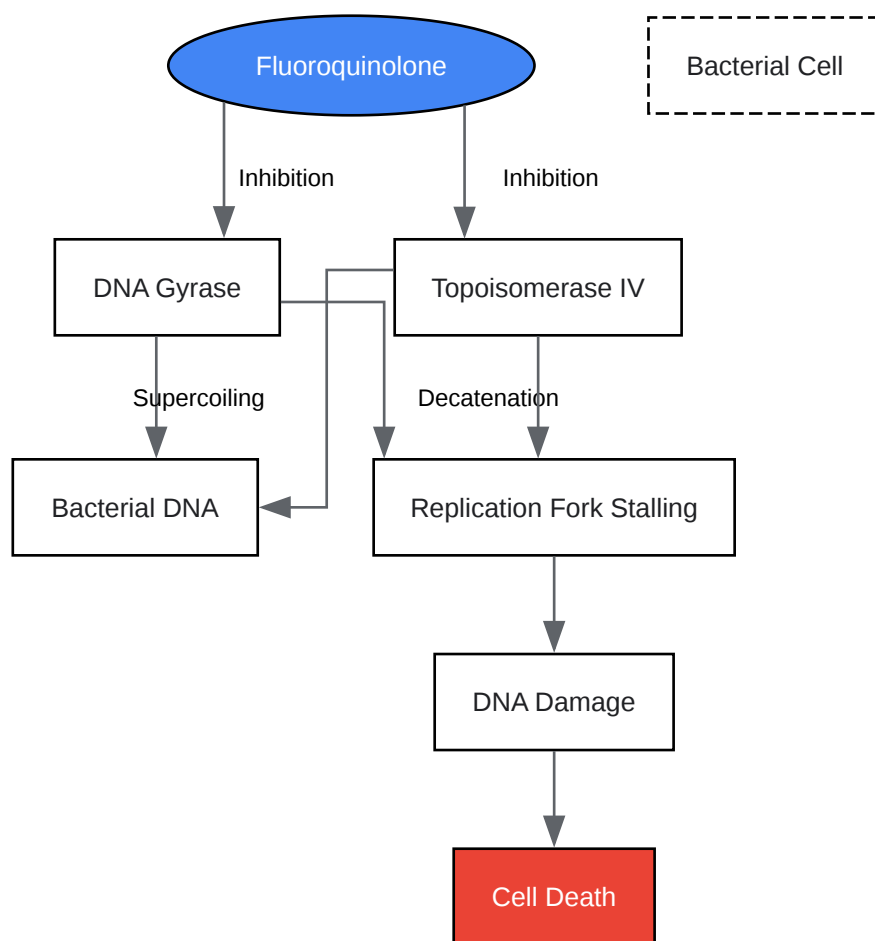 Fluoroquinolone
Bacterial Cell
Inhibition
Inhibition
DNA Gyrase
Topoisomerase IV
Supercoiling
Decatenation
Bacterial DNA
Replication Fork Stalling
DNA Damage
Cell Death